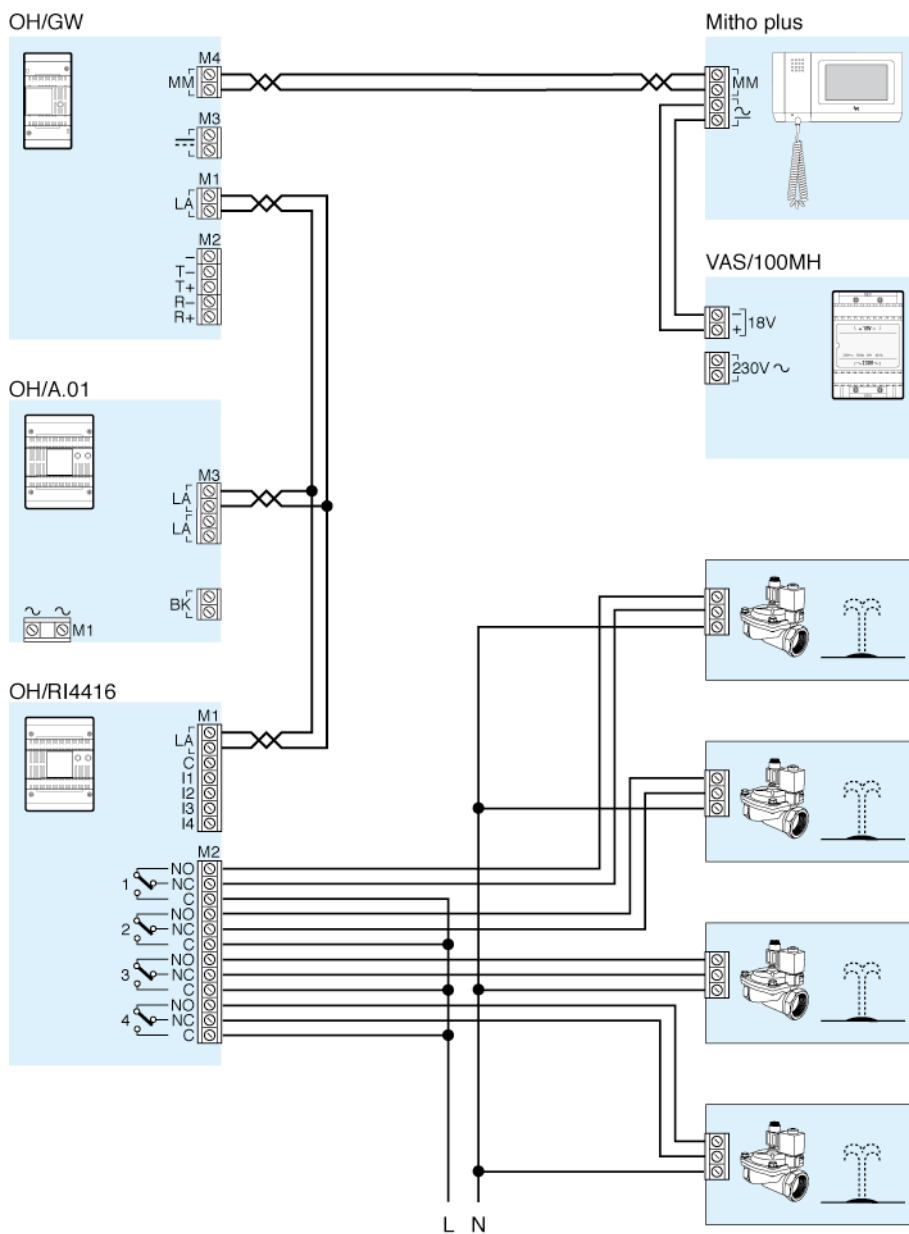 OH/GW
M4
MM
M3
M1
LA
M2
–
T–
T+
R–
R+
Mitho plus
MM
VAS/100MH
–
+
18V
230V ~
OH/A.01
M3
LA
LA
BK
~ ~
M1
OH/RI4416
M1
LA
C
I1
I2
I3
I4
M2
1
NO
NC
C
2
NO
NC
C
3
NO
NC
C
4
NO
NC
C
L N